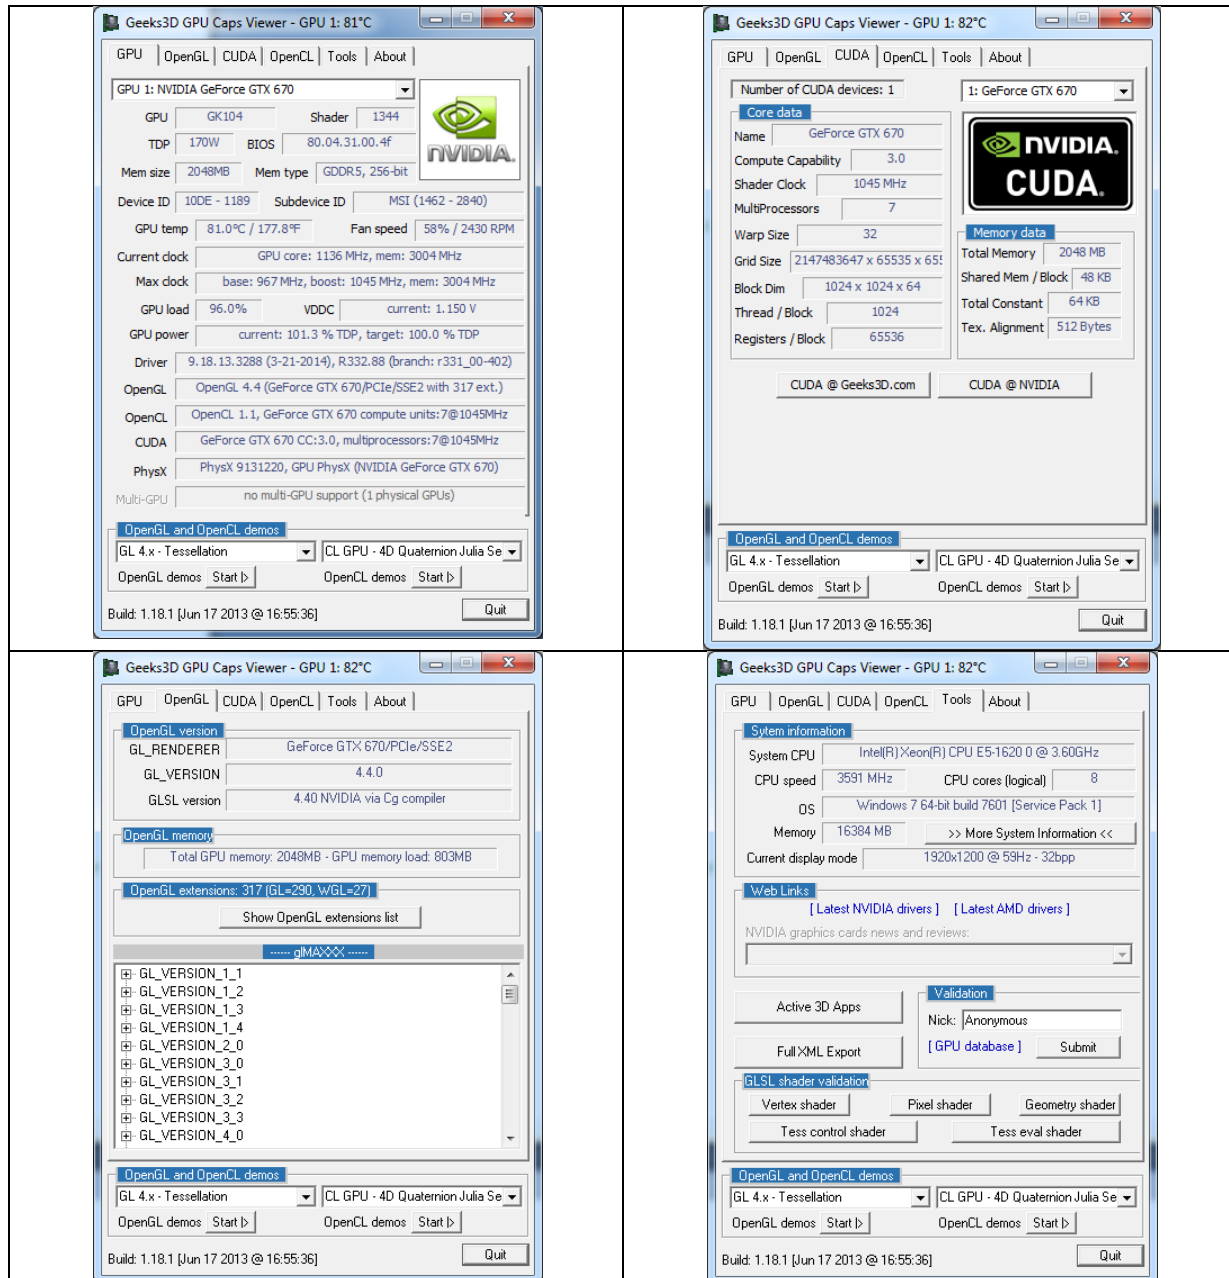 Geeks3D GPU Caps Viewer - GPU 1: 81°C
GPU OpenGL CUDA OpenCL Tools About
GPU 1: NVIDIA GeForce GTX 670
NVIDIA.
GPU GK104 Shader 1344
TDP 170W BIOS 80.04.31.00.4f
Mem size 2048MB Mem type GDDR5, 256-bit
Device ID 10DE - 1189 Subdevice ID MSI (1462 - 2840)
GPU temp 81.0°C / 177.8°F Fan speed 58% / 2430 RPM
Current clock GPU core: 1136 MHz, mem: 3004 MHz
Max clock base: 967 MHz, boost: 1045 MHz, mem: 3004 MHz
GPU load 96.0% VDDC current: 1.150 V
GPU power current: 101.3 % TDP, target: 100.0 % TDP
Driver 9.18.13.3288 (3-21-2014), R332.88 (branch: r331_00-402)
OpenGL OpenGL 4.4 (GeForce GTX 670/PCIe/SSE2 with 317 ext.)
OpenCL OpenCL 1.1, GeForce GTX 670 compute units:7@1045MHz
CUDA GeForce GTX 670 CC:3.0, multiprocessors:7@1045MHz
PhysX PhysX 9131220, GPU PhysX (NVIDIA GeForce GTX 670)
Multi-GPU no multi-GPU support (1 physical GPUs)
OpenGL and OpenCL demos
GL 4.x - Tessellation CL GPU - 4D Quaternion Julia Se
OpenGL demos Start OpenCL demos Start
Build: 1.18.1 [Jun 17 2013 @ 16:55:36] Quit
Geeks3D GPU Caps Viewer - GPU 1: 82°C
GPU OpenGL CUDA OpenCL Tools About
Number of CUDA devices: 1 1: GeForce GTX 670
Core data
Name GeForce GTX 670
Compute Capability 3.0
Shader Clock 1045 MHz
MultiProcessors 7
Warp Size 32
Grid Size 2147483647 x 65535 x 655
Block Dim 1024 x 1024 x 64
Thread / Block 1024
Registers / Block 65536
NVIDIA.
CUDA.
Memory data
Total Memory 2048 MB
Shared Mem / Block 48 KB
Total Constant 64 KB
Tex. Alignment 512 Bytes
CUDA @ Geeks3D.com CUDA @ NVIDIA
OpenGL and OpenCL demos
GL 4.x - Tessellation CL GPU - 4D Quaternion Julia Se
OpenGL demos Start OpenCL demos Start
Build: 1.18.1 [Jun 17 2013 @ 16:55:36] Quit
Geeks3D GPU Caps Viewer - GPU 1: 82°C
GPU OpenGL CUDA OpenCL Tools About
OpenGL version
GL_RENDERER GeForce GTX 670/PCIe/SSE2
GL_VERSION 4.4.0
GLSL version 4.40 NVIDIA via Cg compiler
OpenGL memory
Total GPU memory: 2048MB - GPU memory load: 803MB
OpenGL extensions: 317 (GL=290, WGL=27)
Show OpenGL extensions list
------ glMAXXX ------
GL_VERSION_1_1
GL_VERSION_1_2
GL_VERSION_1_3
GL_VERSION_1_4
GL_VERSION_2_0
GL_VERSION_3_0
GL_VERSION_3_1
GL_VERSION_3_2
GL_VERSION_3_3
GL_VERSION_4_0
OpenGL and OpenCL demos
GL 4.x - Tessellation CL GPU - 4D Quaternion Julia Se
OpenGL demos Start OpenCL demos Start
Build: 1.18.1 [Jun 17 2013 @ 16:55:36] Quit
Geeks3D GPU Caps Viewer - GPU 1: 82°C
GPU OpenGL CUDA OpenCL Tools About
Sytem information
System CPU Intel(R) Xeon(R) CPU E5-1620 0 @ 3.60GHz
CPU speed 3591 MHz CPU cores (logical) 8
OS Windows 7 64-bit build 7601 [Service Pack 1]
Memory 16384 MB >> More System Information <<
Current display mode 1920x1200 @ 59Hz - 32bpp
Web Links
[ Latest NVIDIA drivers ] [ Latest AMD drivers ]
NVIDIA graphics cards news and reviews:
Active 3D Apps
Full XML Export
Validation
Nick: Anonymous
[ GPU database ] Submit
GLSL shader validation
Vertex shader Pixel shader Geometry shader
Tess control shader Tess eval shader
OpenGL and OpenCL demos
GL 4.x - Tessellation CL GPU - 4D Quaternion Julia Se
OpenGL demos Start OpenCL demos Start
Build: 1.18.1 [Jun 17 2013 @ 16:55:36] Quit